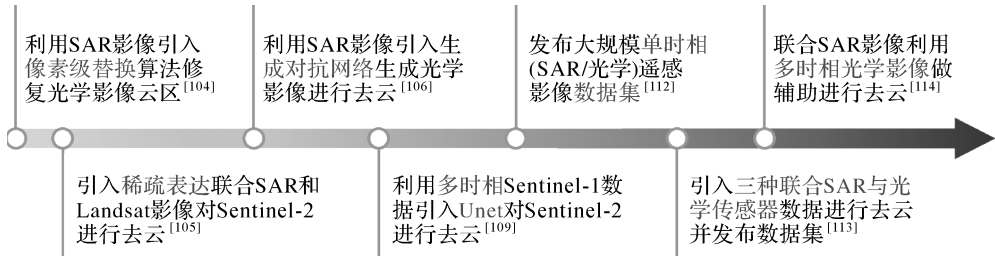 利用SAR影像引入
像素级替换算法修
复光学影像云区[104]
利用SAR影像引入生
成对抗网络生成光学
影像进行去云[106]
发布大规模单时相
(SAR/光学)遥感
影像数据集[112]
联合SAR影像利用
多时相光学影像做
辅助进行去云[114]
引入稀疏表达联合SAR和
Landsat影像对Sentinel-2
进行去云[105]
利用多时相Sentinel-1数
据引入Unet对Sentinel-2
进行去云[109]
引入三种联合SAR与光
学传感器数据进行去云
并发布数据集[113]